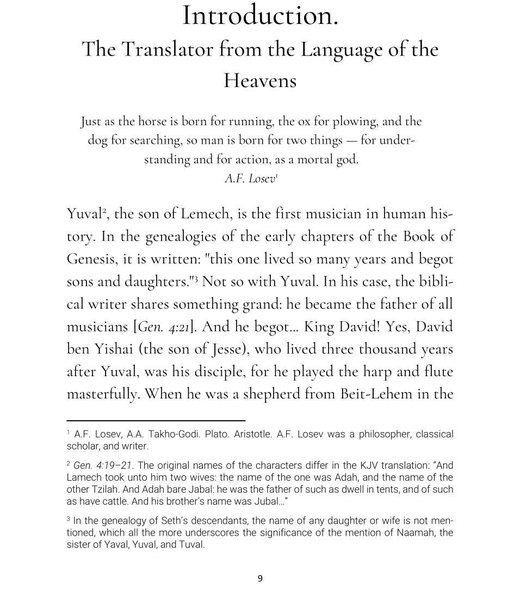 Introduction.
The Translator from the Language of the
Heavens
Just as the horse is born for running, the ox for plowing, and the
dog for searching, so man is born for two things — for under-
standing and for action, as a mortal god.
A.F. Losev¹
Yuval², the son of Lemech, is the first musician in human his-
tory. In the genealogies of the early chapters of the Book of
Genesis, it is written: "this one lived so many years and begot
sons and daughters."³ Not so with Yuval. In his case, the bibli-
cal writer shares something grand: he became the father of all
musicians [Gen. 4:21]. And he begot... King David! Yes, David
ben Yishai (the son of Jesse), who lived three thousand years
after Yuval, was his disciple, for he played the harp and flute
masterfully. When he was a shepherd from Beit-Lehem in the
¹ A.F. Losev, A.A. Takho-Godi. Plato. Aristotle. A.F. Losev was a philosopher, classical
scholar, and writer.
² Gen. 4:19–21. The original names of the characters differ in the KJV translation: “And
Lamech took unto him two wives: the name of the one was Adah, and the name of the
other Tzilah. And Adah bare Jabal: he was the father of such as dwell in tents, and of such
as have cattle. And his brother’s name was Jubal…”
³ In the genealogy of Seth’s descendants, the name of any daughter or wife is not men-
tioned, which all the more underscores the significance of the mention of Naamah, the
sister of Yaval, Yuval, and Tuval.
9